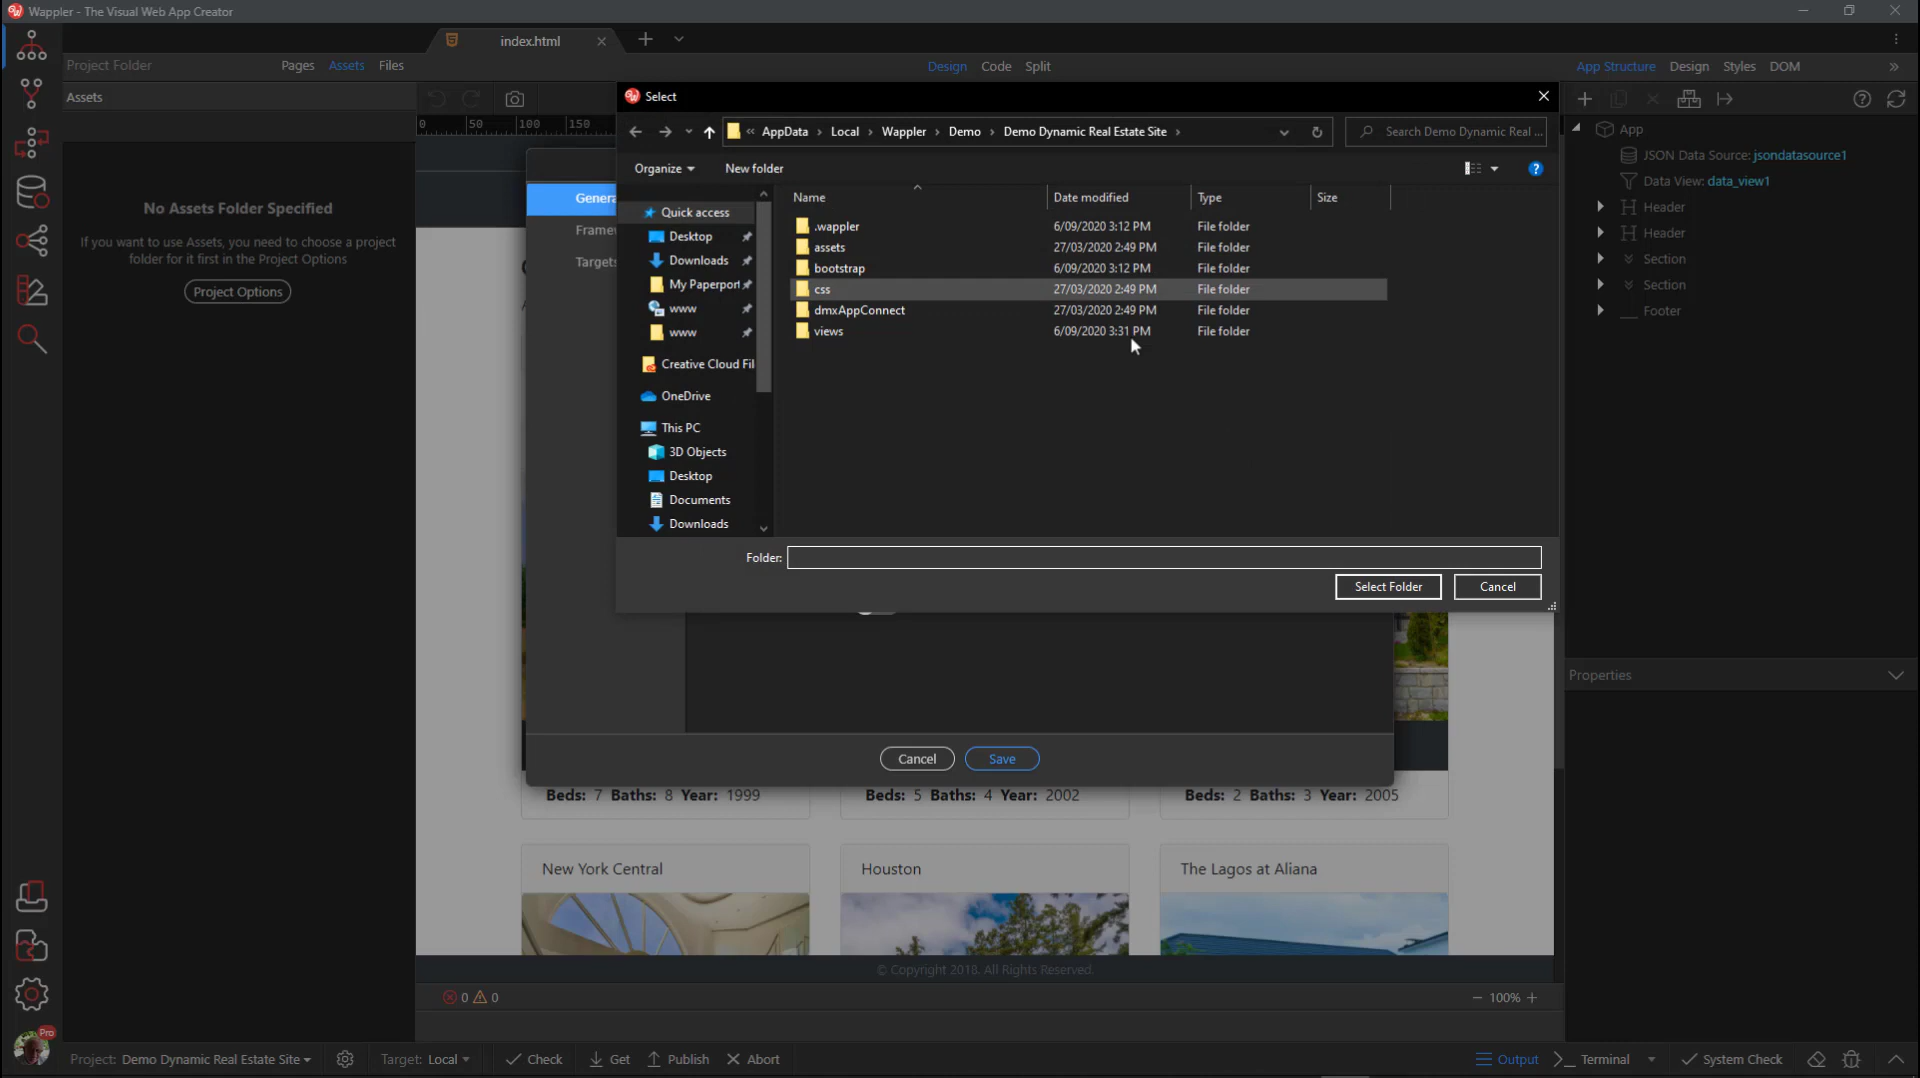 Wappler - The Visual Web App Creator
index.html
Project Folder
Pages
Assets
Files
Design
Code
Split
App Structure
Design
Styles
DOM
Assets
0
50
100
150
No Assets Folder Specified
If you want to use Assets, you need to choose a project
folder for it first in the Project Options
Project Options
Genera
Framew
Targets
Select
« AppData › Local › Wappler › Demo › Demo Dynamic Real Estate Site ›
Search Demo Dynamic Real ...
Organize
New folder
Quick access
Desktop
Downloads
My Paperport
www
www
Creative Cloud Fil
OneDrive
This PC
3D Objects
Desktop
Documents
Downloads
Name
Date modified
Type
Size
.wappler 6/09/2020 3:12 PM File folder
assets 27/03/2020 2:49 PM File folder
bootstrap 6/09/2020 3:12 PM File folder
css 27/03/2020 2:49 PM File folder
dmxAppConnect 27/03/2020 2:49 PM File folder
views 6/09/2020 3:31 PM File folder
Folder:
Select Folder
Cancel
Cancel
Save
App
JSON Data Source: jsondatasource1
Data View: data_view1
Header
Header
Section
Section
Footer
Properties
Beds: 7 Baths: 8 Year: 1999
Beds: 5 Baths: 4 Year: 2002
Beds: 2 Baths: 3 Year: 2005
New York Central
Houston
The Lagos at Aliana
© Copyright 2018. All Rights Reserved.
0
0
100%
Pro
Project: Demo Dynamic Real Estate Site
Target: Local
Check
Get
Publish
Abort
Output
Terminal
System Check